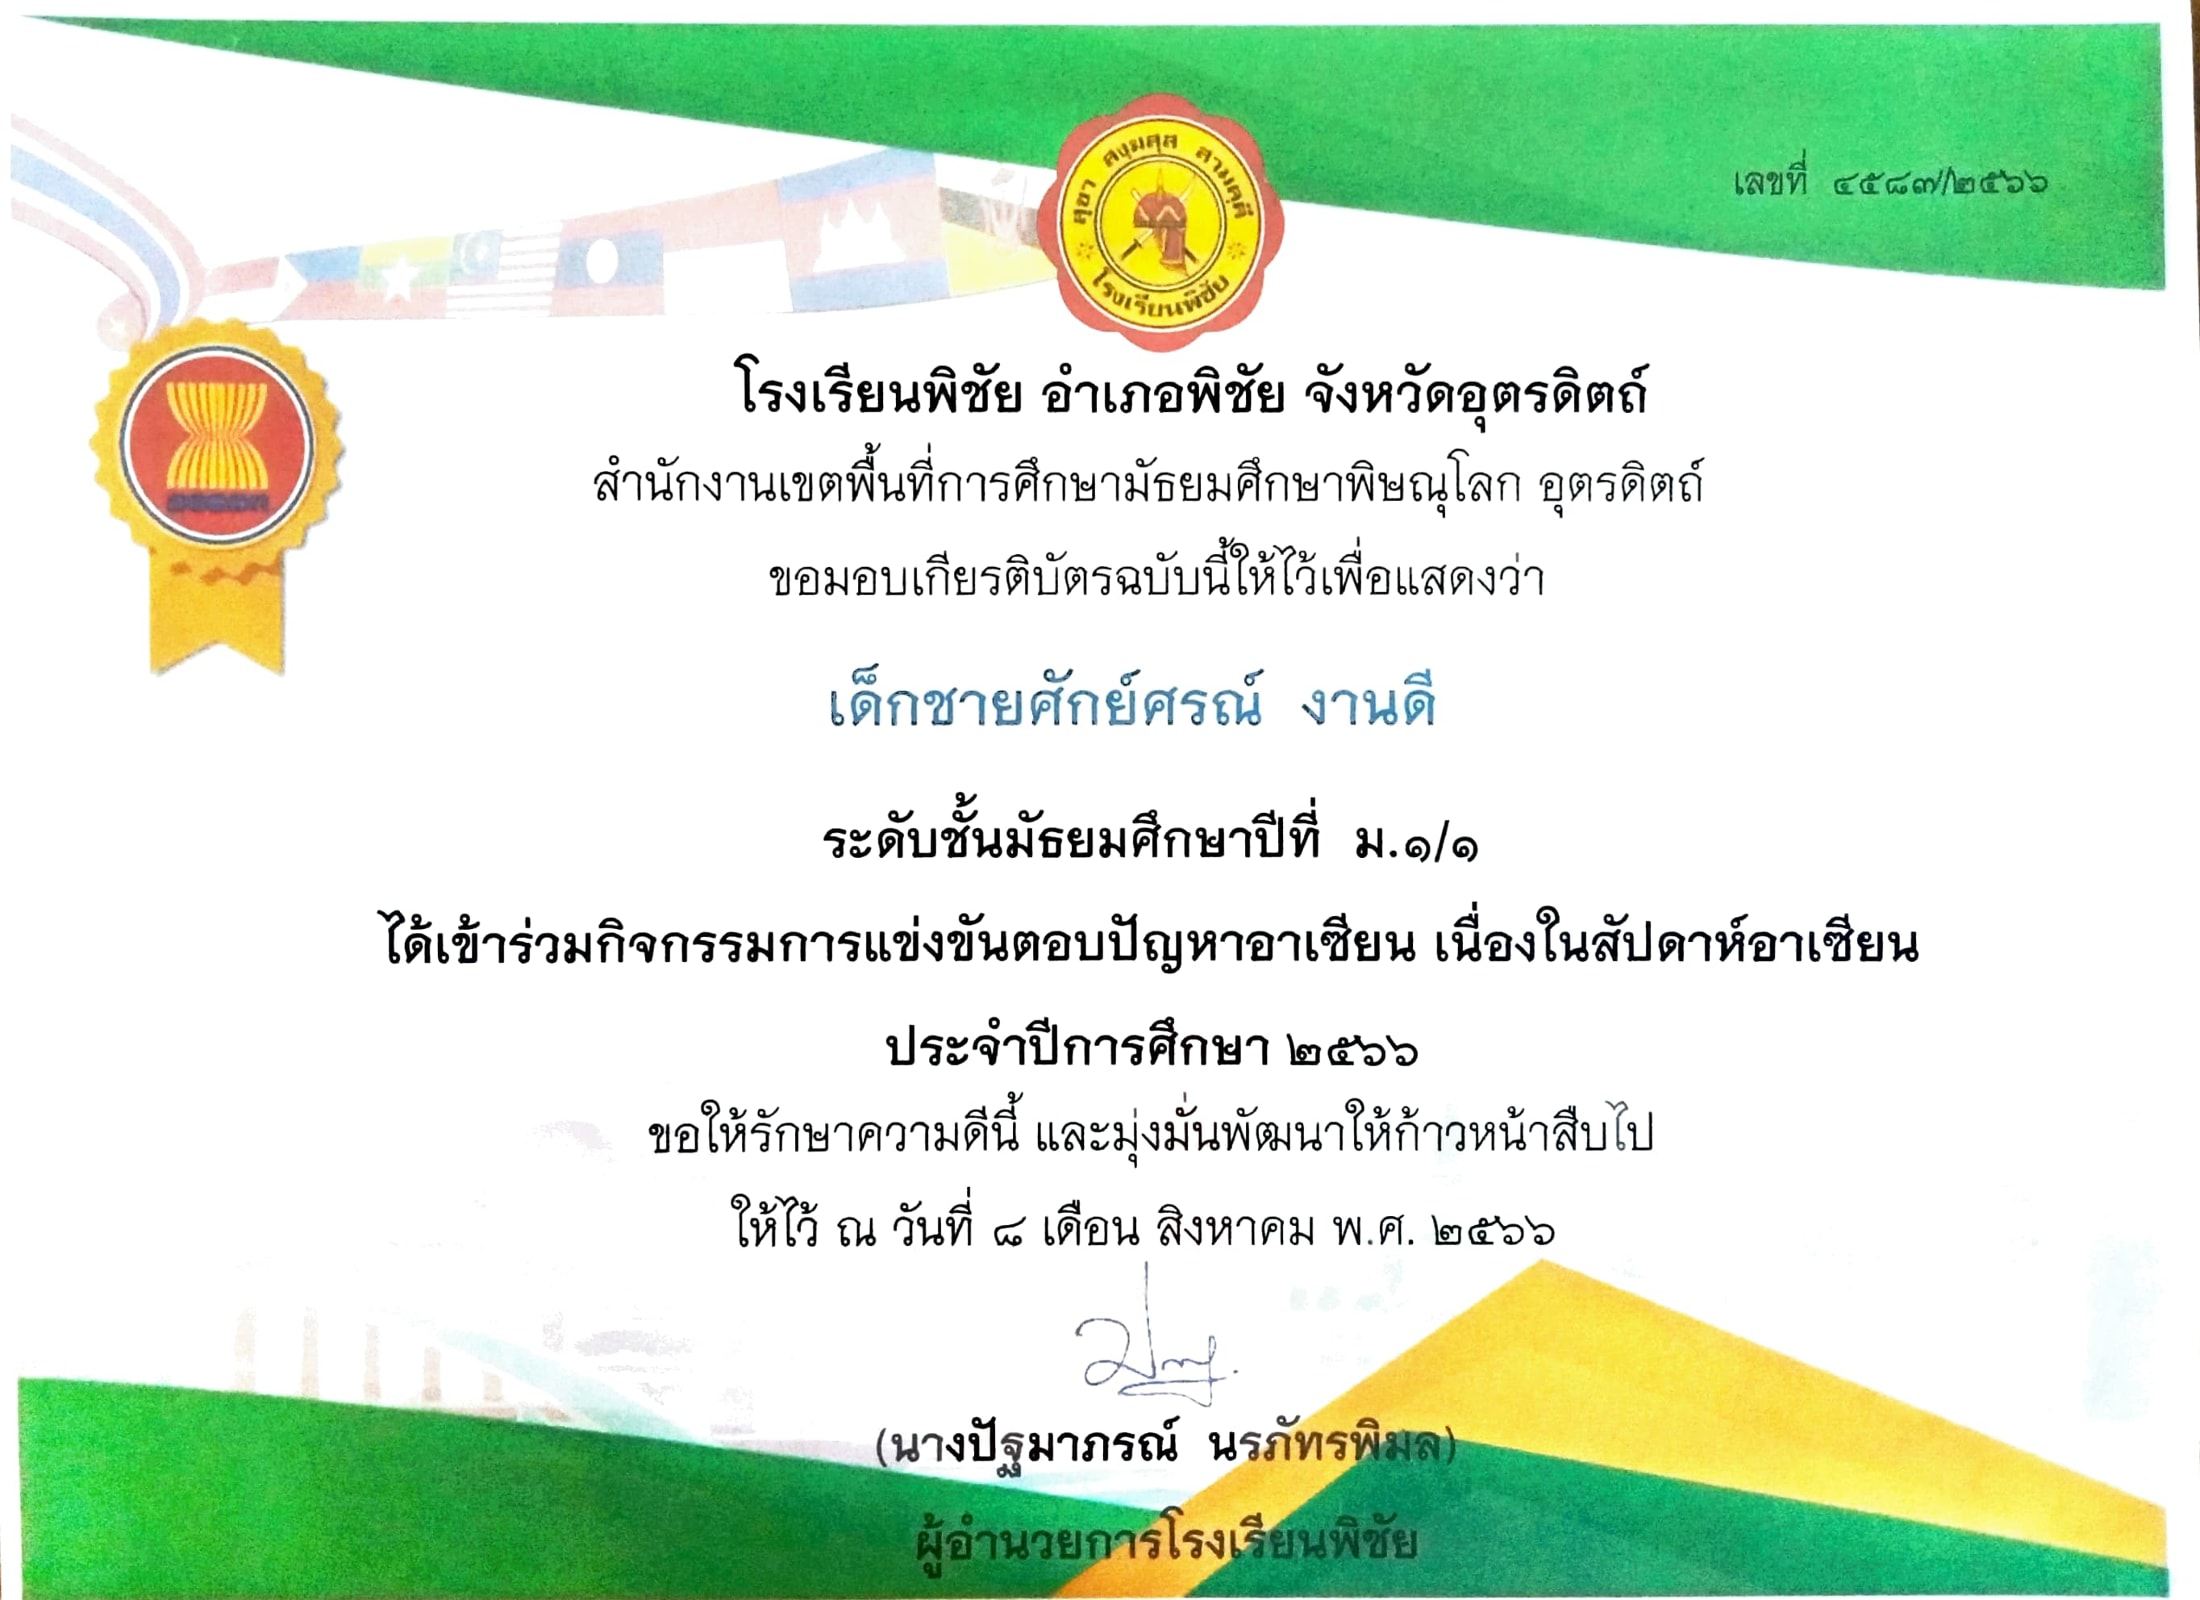 เลขที่ ๔๕๘๗/๒๕๖๖
สุขา สงฺฆสฺส สามคฺคี
โรงเรียนพิชัย
โรงเรียนพิชัย อำเภอพิชัย จังหวัดอุตรดิตถ์
สำนักงานเขตพื้นที่การศึกษามัธยมศึกษาพิษณุโลก อุตรดิตถ์
ขอมอบเกียรติบัตรฉบับนี้ให้ไว้เพื่อแสดงว่า
เด็กชายศักย์ศรณ์ งานดี
ระดับชั้นมัธยมศึกษาปีที่ ม.๑/๑
ได้เข้าร่วมกิจกรรมการแข่งขันตอบปัญหาอาเซียน เนื่องในสัปดาห์อาเซียน
ประจำปีการศึกษา ๒๕๖๖
ขอให้รักษาความดีนี้ และมุ่งมั่นพัฒนาให้ก้าวหน้าสืบไป
ให้ไว้ ณ วันที่ ๘ เดือน สิงหาคม พ.ศ. ๒๕๖๖
(นางปัฐมาภรณ์ นรภัทรพิมล)
ผู้อำนวยการโรงเรียนพิชัย